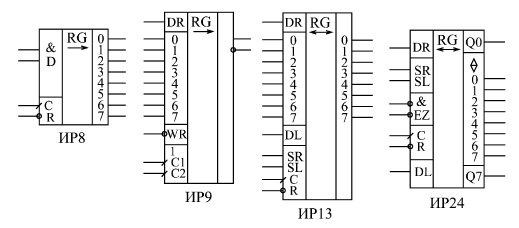 &
D
C
R
RG
0
1
2
3
4
5
6
7
ИР8
DR
0
1
2
3
4
5
6
7
WR
1
C1
C2
RG
ИР9
DR
0
1
2
3
4
5
6
7
DL
SR
SL
C
R
RG
0
1
2
3
4
5
6
7
ИР13
DR
SR
SL
&
EZ
C
R
DL
RG
Q0
0
1
2
3
4
5
6
7
Q7
ИР24